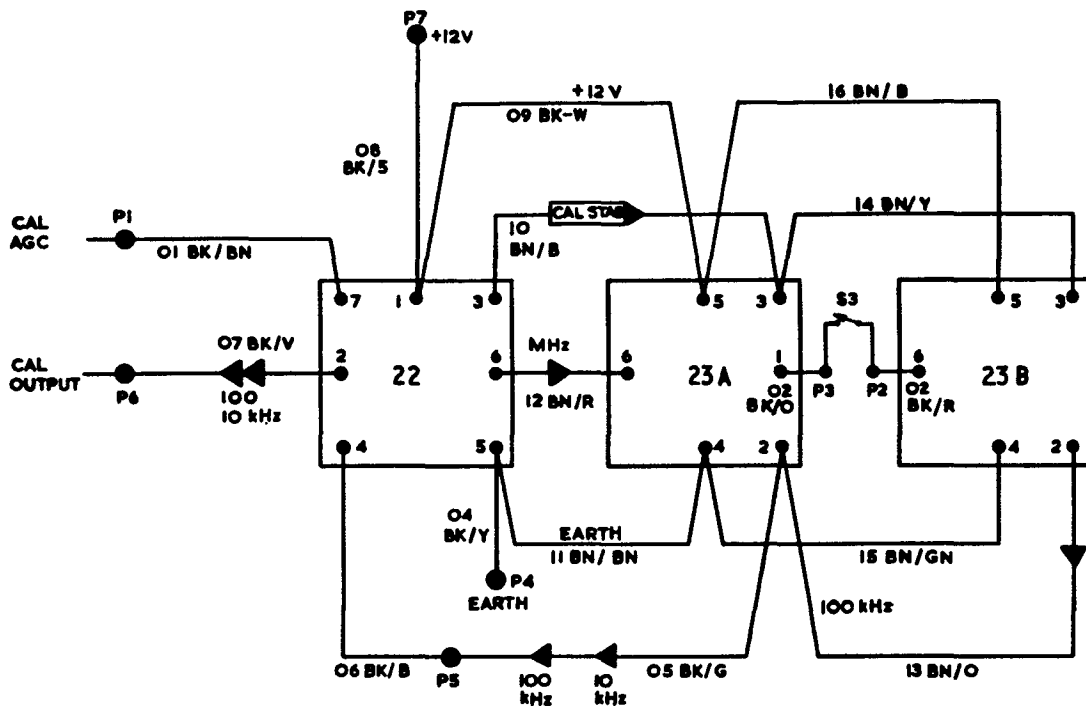 P7
+12V
+12 V
09 BK-W
16 BN/B
08
BK/5
CAL
AGC
P1
01 BK/BN
10
BN/B
CAL STAB
14 BN/Y
7
1
3
5
3
5
3
S3
07 BK/V
CAL
OUTPUT
P6
100
10 kHz
2
22
6
MHz
12 BN/R
6
23A
1
02
BK/O
P3
P2
6
02
BK/R
23B
4
5
4
2
4
2
04
BK/Y
EARTH
11 BN/BN
15 BN/GN
P4
EARTH
100 kHz
06 BK/B
P5
100
kHz
10
kHz
05 BK/G
13 BN/O